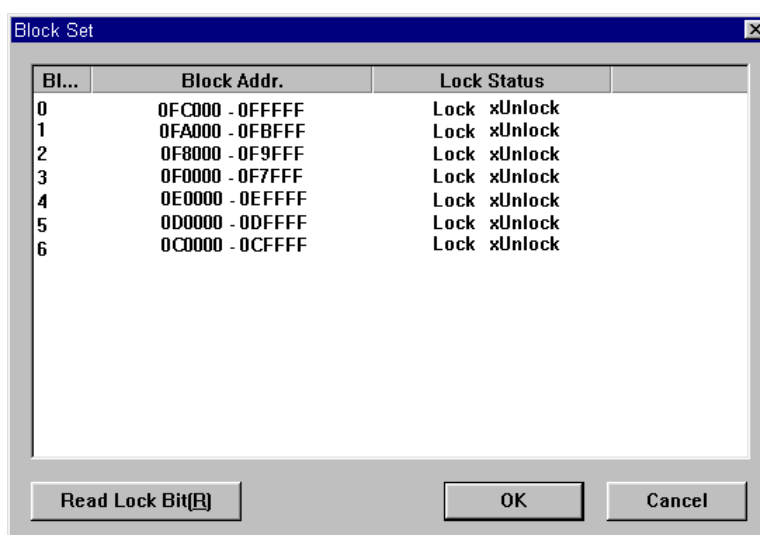 Block Set
Bl... Block Addr. Lock Status
0 0FC000 - 0FFFFF Lock xUnlock
1 0FA000 - 0FBFFF Lock xUnlock
2 0F8000 - 0F9FFF Lock xUnlock
3 0F0000 - 0F7FFF Lock xUnlock
4 0E0000 - 0EFFFF Lock xUnlock
5 0D0000 - 0DFFFF Lock xUnlock
6 0C0000 - 0CFFFF Lock xUnlock
Read Lock Bit(R) OK Cancel